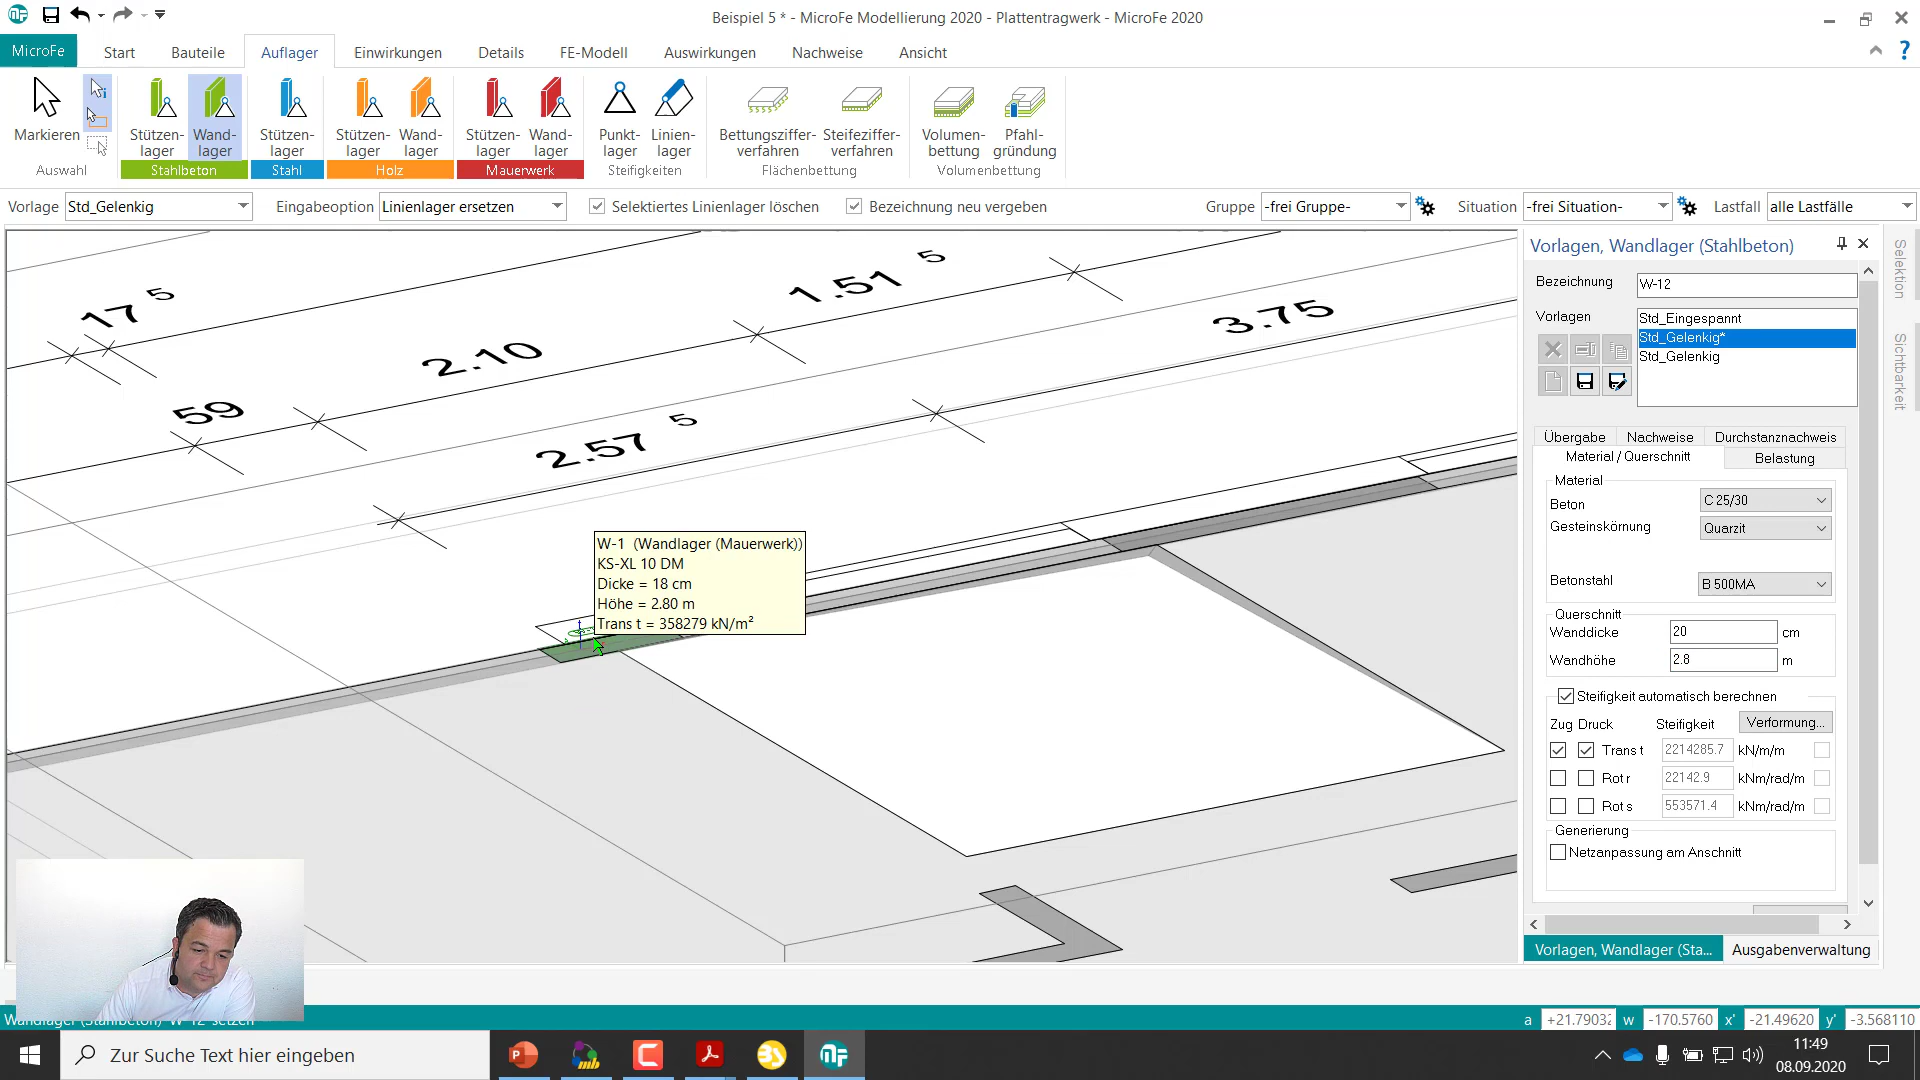 Beispiel 5 * - MicroFe Modellierung 2020 - Plattentragwerk - MicroFe 2020
MicroFe
Start
Bauteile
Auflager
Einwirkungen
Details
FE-Modell
Auswirkungen
Nachweise
Ansicht
Markieren
Stützen-
lager
Wand-
lager
Stützen-
lager
Stützen-
lager
Wand-
lager
Stützen-
lager
Wand-
lager
Punkt-
lager
Linien-
lager
Bettungsziffer-
verfahren
Steifeziffer-
verfahren
Volumen-
bettung
Pfahl-
gründung
Auswahl
Stahlbeton
Stahl
Holz
Mauerwerk
Steifigkeiten
Flächenbettung
Volumenbettung
Vorlage Std_Gelenkig
Eingabeoption Linienlager ersetzen
Selektiertes Linienlager löschen
Bezeichnung neu vergeben
Gruppe -frei Gruppe-
Situation -frei Situation-
Lastfall alle Lastfälle
17 5
1.51 5
2.10
3.75
59
2.57 5
W-1 (Wandlager (Mauerwerk))
KS-XL 10 DM
Dicke = 18 cm
Höhe = 2.80 m
Trans t = 358279 kN/m²
Vorlagen, Wandlager (Stahlbeton)
Bezeichnung W-12
Vorlagen
Std_Eingespannt
Std_Gelenkig*
Std_Gelenkig
Übergabe
Nachweise
Durchstanznachweis
Material / Querschnitt
Belastung
Material
Beton C 25/30
Gesteinskörnung Quarzit
Betonstahl B 500MA
Querschnitt
Wanddicke 20 cm
Wandhöhe 2.8 m
Steifigkeit automatisch berechnen
Zug Druck Steifigkeit Verformung...
Trans t 2214285.7 kN/m/m
Rot r 22142.9 kNm/rad/m
Rot s 553571.4 kNm/rad/m
Generierung
Netzanpassung am Anschnitt
Vorlagen, Wandlager (Sta...
Ausgabenverwaltung
Selektion
Sichtbarkeit
Wandlager (Stahlbeton) W-12 setzen
a +21.7903 w -170.5760 x' -21.49620 y' -3.568110
Zur Suche Text hier eingeben
11:49
08.09.2020